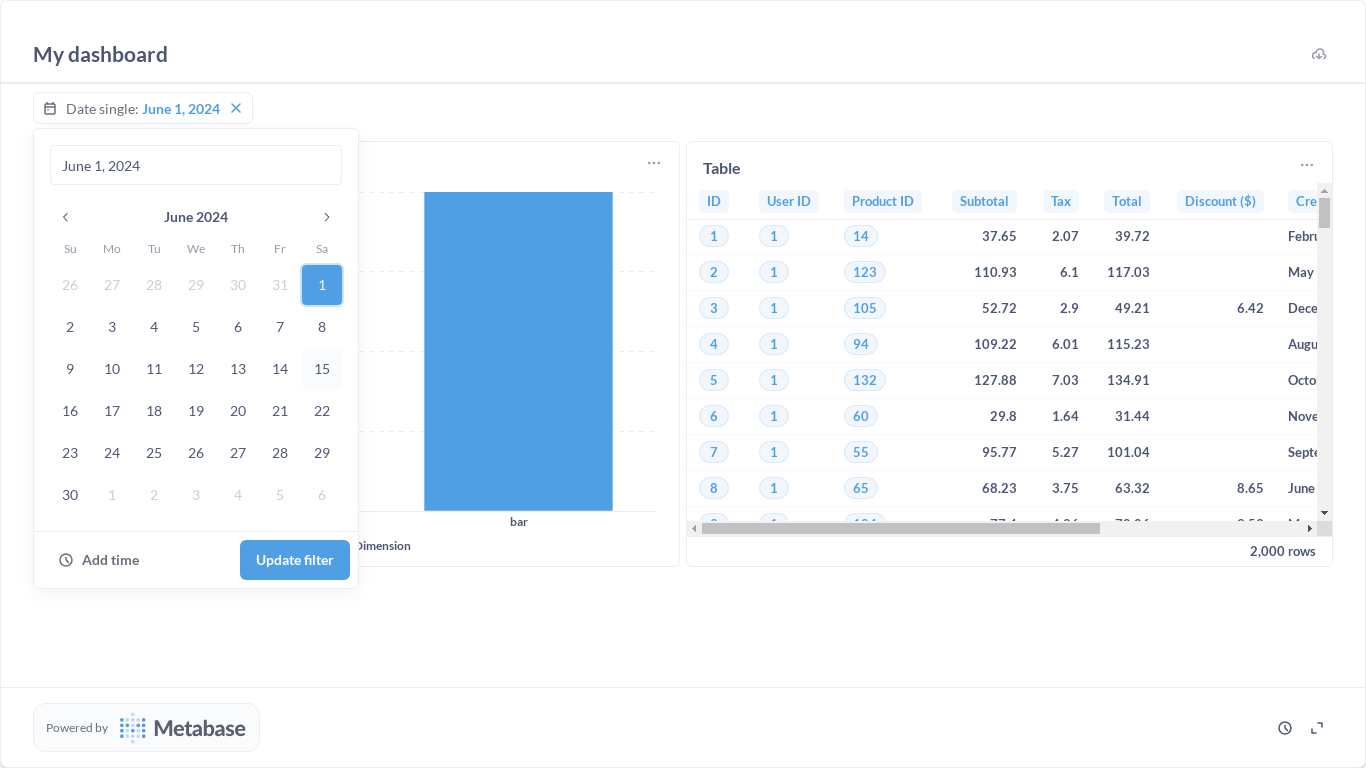 My dashboard
Date single: June 1, 2024
June 1, 2024
June 2024
Su Mo Tu We Th Fr Sa
26 27 28 29 30 31 1
2 3 4 5 6 7 8
9 10 11 12 13 14 15
16 17 18 19 20 21 22
23 24 25 26 27 28 29
30 1 2 3 4 5 6
Add time Update filter
bar
Dimension
Table
ID User ID Product ID Subtotal Tax Total Discount ($) Cre
1 1 14 37.65 2.07 39.72 Febru
2 1 123 110.93 6.1 117.03 May
3 1 105 52.72 2.9 49.21 6.42 Dece
4 1 94 109.22 6.01 115.23 Augu
5 1 132 127.88 7.03 134.91 Octo
6 1 60 29.8 1.64 31.44 Nove
7 1 55 95.77 5.27 101.04 Septe
8 1 65 68.23 3.75 63.32 8.65 June
2,000 rows
Powered by Metabase